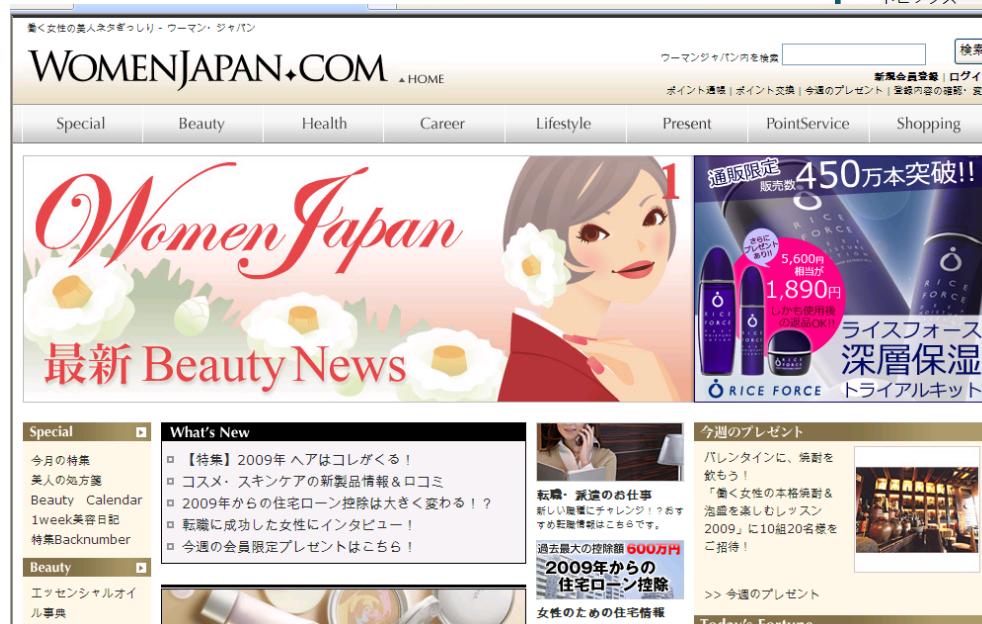 働く女性の美人ネタぎっしり - ウーマン・ジャパン
WOMENJAPAN.COM
▲HOME
ウーマンジャパン内を検索
検索
新規会員登録 | ログイ
ポイント通帳 | ポイント交換 | 今週のプレゼント | 登録内容の確認・変
Special
Beauty
Health
Career
Lifestyle
Present
PointService
Shopping
Women Japan
1
最新 Beauty News
通販限定
販売数450万本突破!!
さらに
プレゼント
あり!!
5,600円
相当が
1,890円
しかも使用後
の返品OK!!
ライスフォース
深層保湿
トライアルキット
RICE FORCE
Special
今月の特集
美人の処方箋
Beauty Calendar
1week美容日記
特集Backnumber
Beauty
エッセンシャルオイ
ル事典
What's New
【特集】2009年 ヘアはコレがくる！
コスメ・スキンケアの新製品情報＆口コミ
2009年からの住宅ローン控除は大きく変わる！？
転職に成功した女性にインタビュー！
今週の会員限定プレゼントはこちら！
転職・派遣のお仕事
新しい職種にチャレンジ！？おす
すめ転職情報はこちらです。
過去最大の控除額 600万円
2009年からの
住宅ローン控除
女性のための住宅情報
今週のプレゼント
バレンタインに、焼酎を
飲もう！
「働く女性の本格焼酎＆
泡盛を楽しむレッスン
2009」に10組20名様を
ご招待！
>> 今週のプレゼント
Today's Fortune